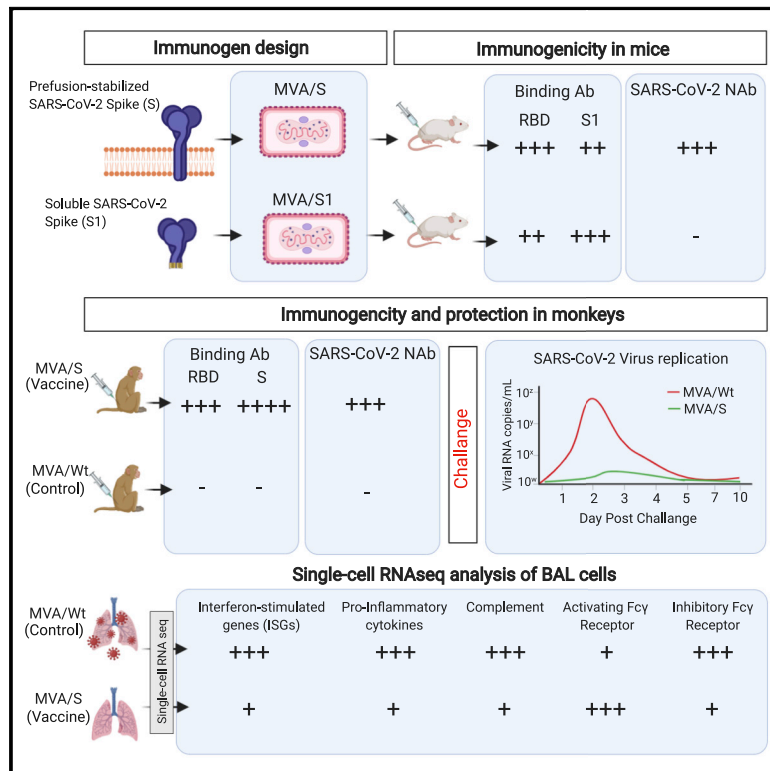 Immunogen design
Immunogenicity in mice
Prefusion-stabilized
SARS-CoV-2 Spike (S)
MVA/S
Binding Ab
RBD S1
SARS-CoV-2 NAb
+++ ++ +++
Soluble SARS-CoV-2
Spike (S1)
MVA/S1
++ +++ -
Immunogencity and protection in monkeys
MVA/S
(Vaccine)
Binding Ab
RBD S
SARS-CoV-2 NAb
+++ ++++ +++
MVA/Wt
(Control)
- - -
Challange
SARS-CoV-2 Virus replication
MVA/Wt
MVA/S
Viral RNA copies/mL
10ᶻ
10ʸ
10ˣ
10ʷ
1 2 3 4 5 7 10
Day Post Challange
Single-cell RNAseq analysis of BAL cells
MVA/Wt
(Control)
MVA/S
(Vaccine)
Single-cell RNA seq
Interferon-stimulated
genes (ISGs)
Pro-Inflammatory
cytokines
Complement
Activating Fcγ
Receptor
Inhibitory Fcγ
Receptor
+++ +++ +++ + +++
+ + + +++ +